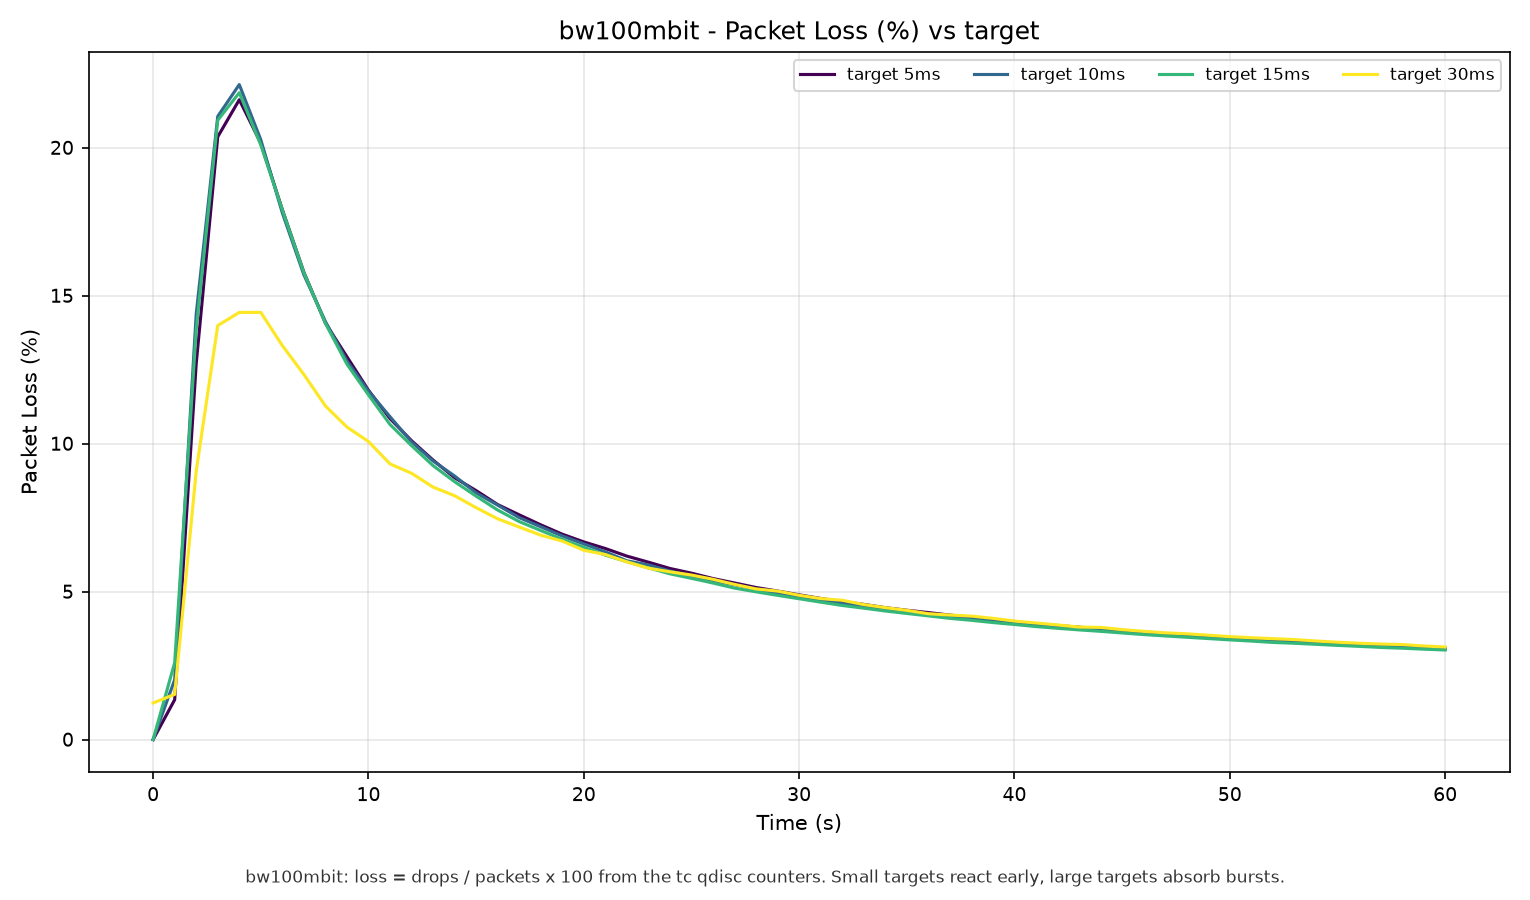 bw100mbit - Packet Loss (%) vs target
target 5ms target 10ms target 15ms target 30ms
Packet Loss (%)
20
15
10
5
0
0 10 20 30 40 50 60
Time (s)
bw100mbit: loss = drops / packets x 100 from the tc qdisc counters. Small targets react early, large targets absorb bursts.